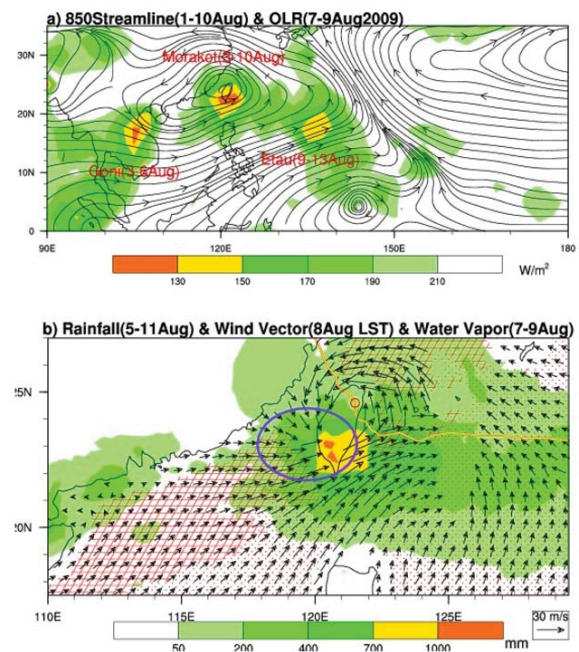 a) 850Streamline(1-10Aug) & OLR(7-9Aug2009)
30N
20N
10N
0
Morakot(3-10Aug)
Goni(3-6Aug)
Etau(9-13Aug)
90E 120E 150E 180
130 150 170 190 210
W/m²
b) Rainfall(5-11Aug) & Wind Vector(8Aug LST) & Water Vapor(7-9Aug)
25N
20N
110E 115E 120E 125E
50 200 400 700 1000
mm
30 m/s